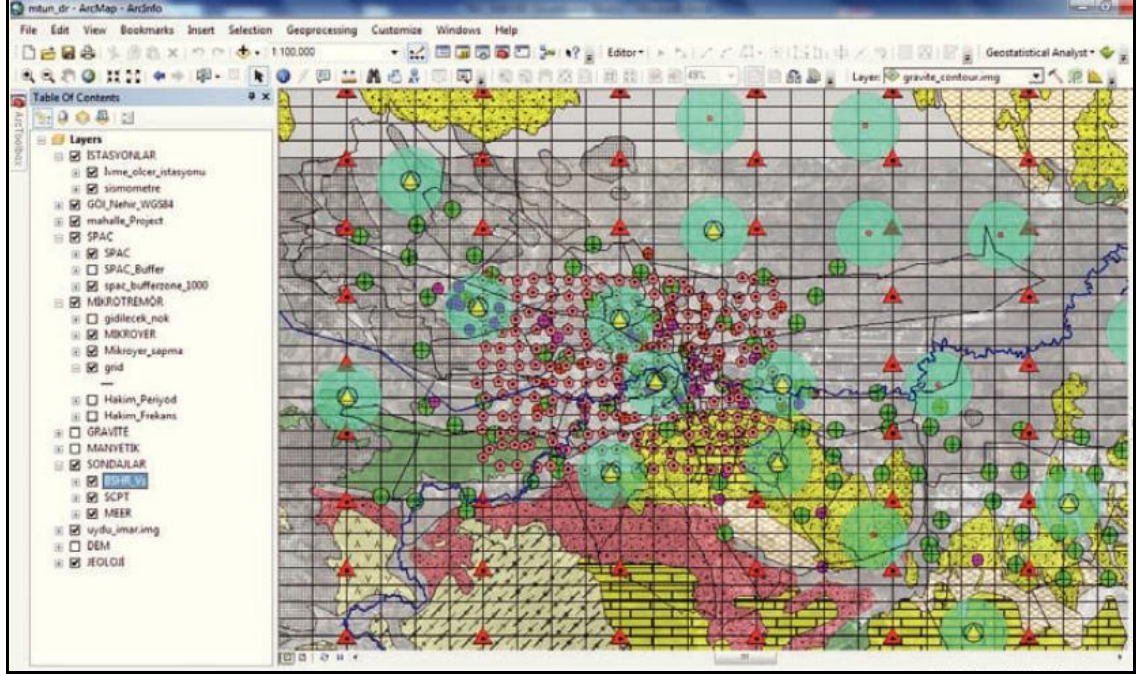 mtun_dr - ArcMap - ArcInfo
File Edit View Bookmarks Insert Selection Geoprocessing Customize Windows Help
1:100,000 Editor Geostatistical Analyst
49% Layer: gravite_contour.img
Table Of Contents
ArcToolbox
Layers
İSTASYONLAR
İvme_olcer_istasyonu
sismometre
GOl_Nehir_WGS84
mahalle_Project
SPAC
SPAC
SPAC_Buffer
spac_bufferzone_1000
MİKROTREMÖR
gidilecek_nok
MIKROYER
Mikroyer_sapma
grid
Hakim_Periyod
Hakim_Frekans
GRAVİTE
MANYETİK
SONDAJLAR
BSHR_Vs
SCPT
MEER
uydu_imar.img
DEM
JEOLOJİ